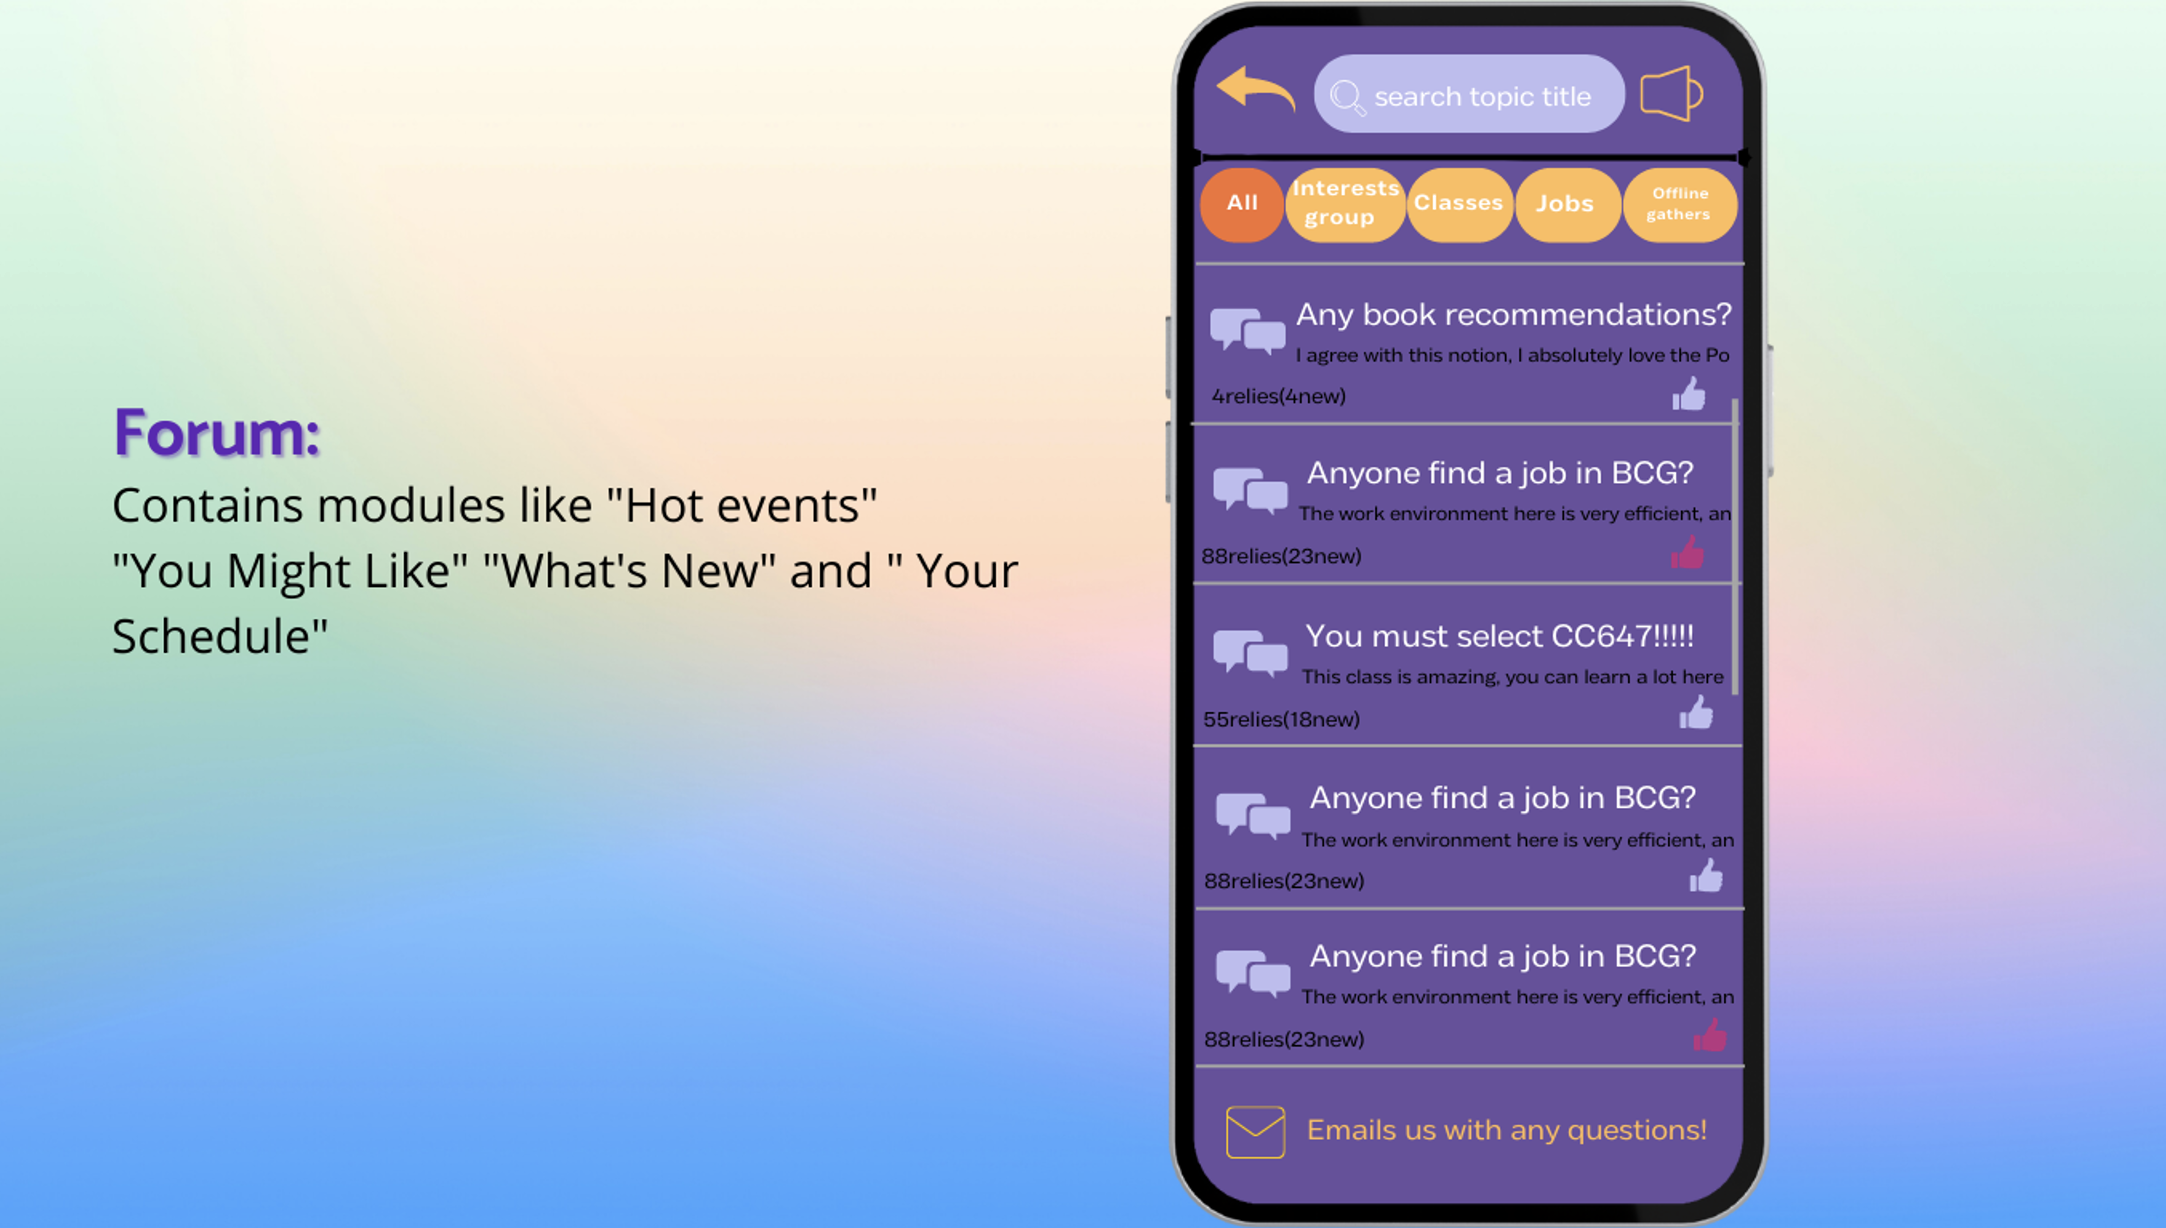 Forum:
Contains modules like "Hot events"
"You Might Like" "What's New" and " Your
Schedule"
search topic title
All
Interests
group
Classes
Jobs
Offline
gathers
Any book recommendations?
I agree with this notion, I absolutely love the Po
4relies(4new)
Anyone find a job in BCG?
The work environment here is very efficient, an
88relies(23new)
You must select CC647!!!!!
This class is amazing, you can learn a lot here
55relies(18new)
Anyone find a job in BCG?
The work environment here is very efficient, an
88relies(23new)
Anyone find a job in BCG?
The work environment here is very efficient, an
88relies(23new)
Emails us with any questions!